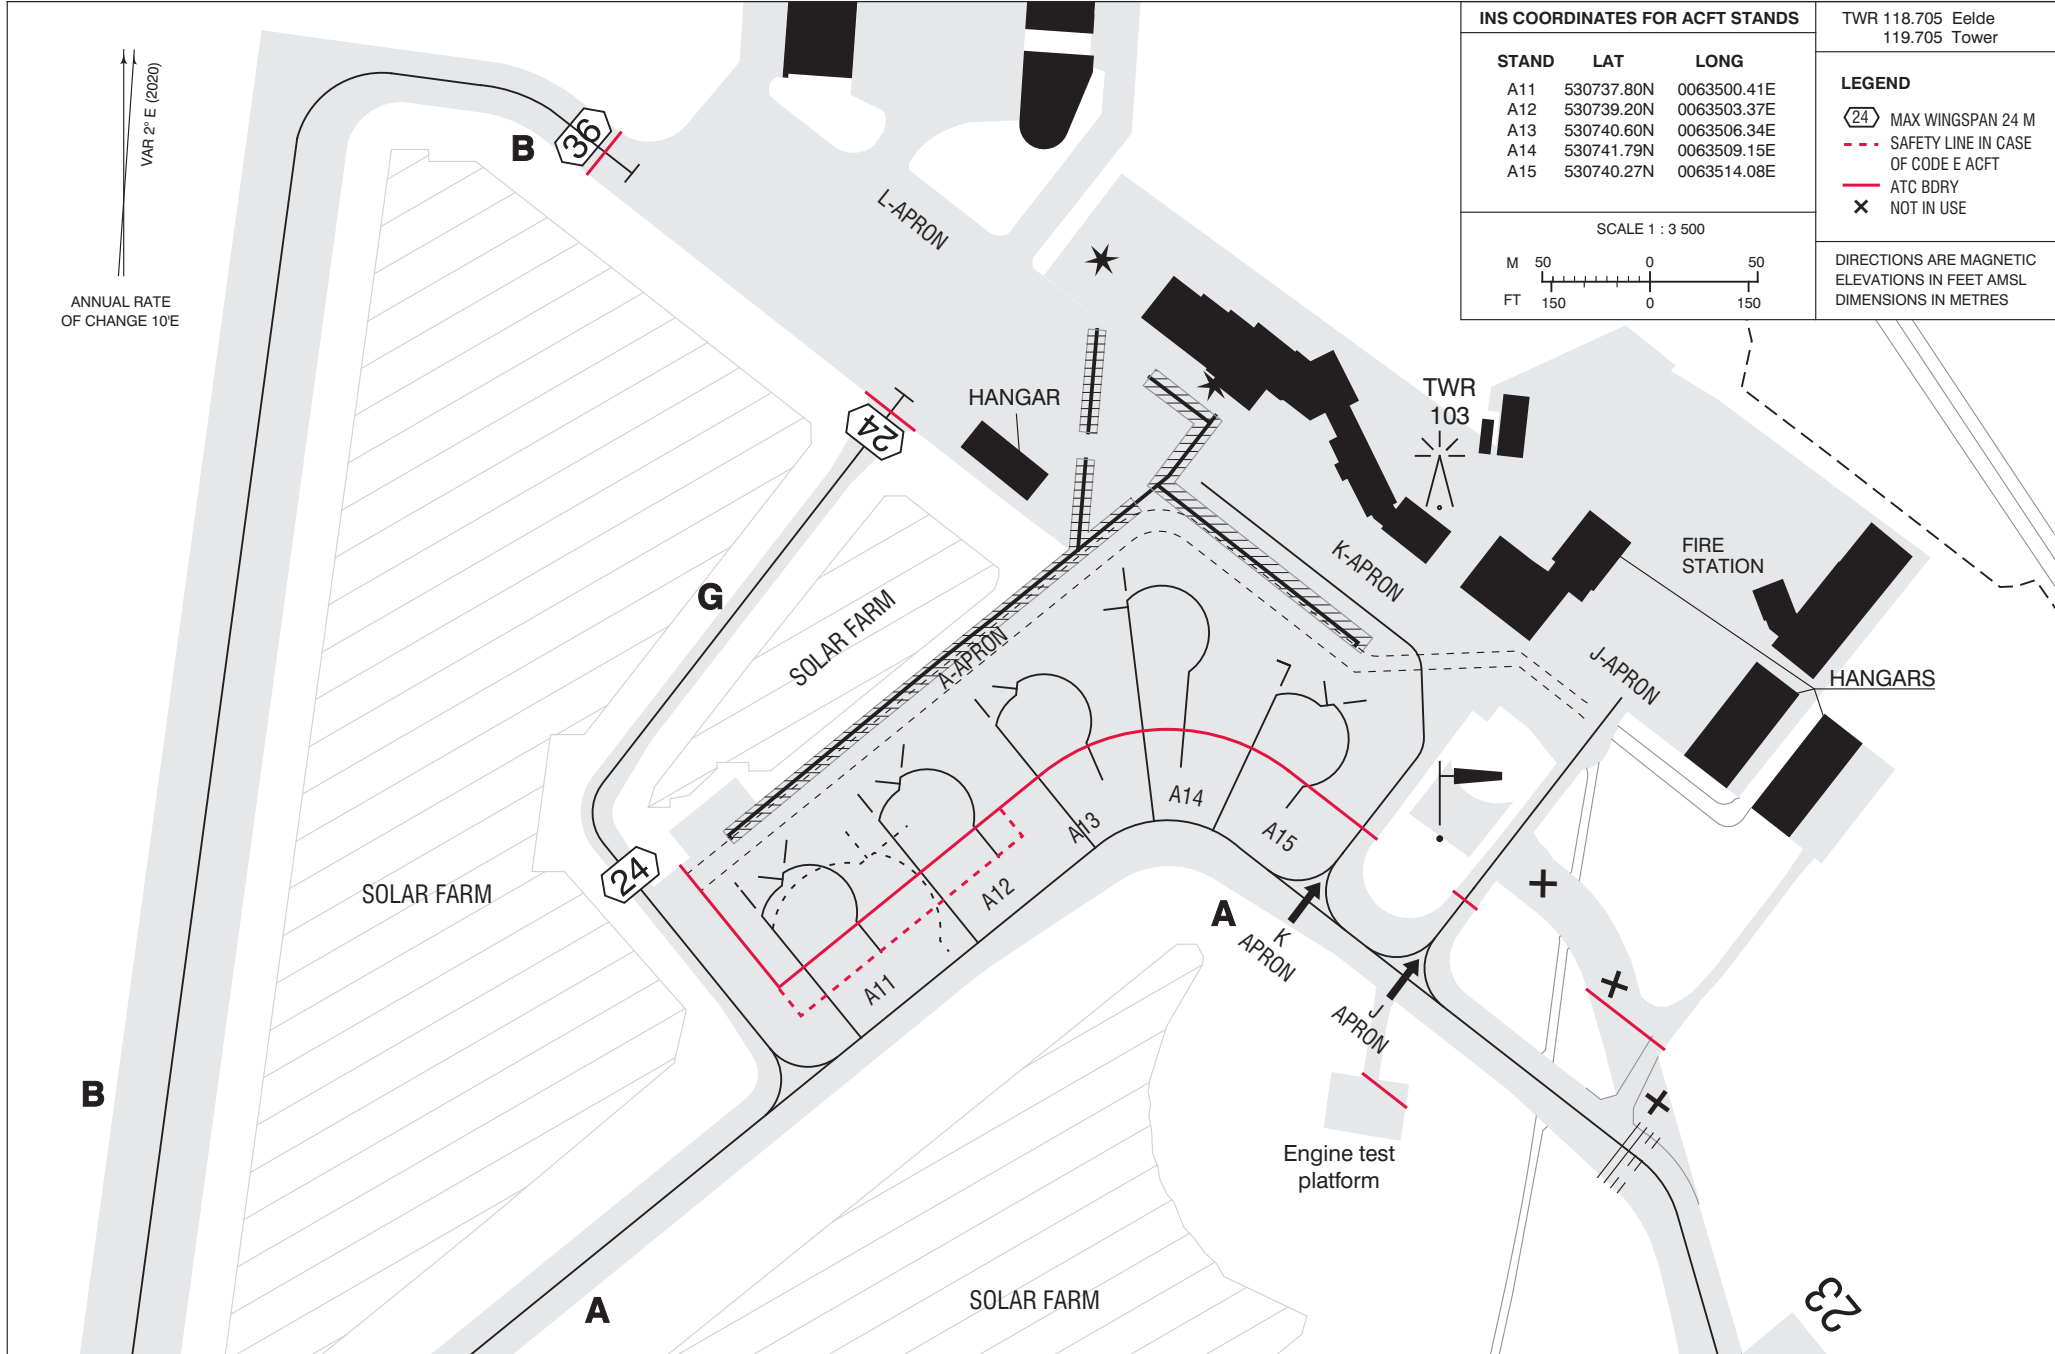 INS COORDINATES FOR ACFT STANDS
STAND LAT LONG
A11 530737.80N 0063500.41E
A12 530739.20N 0063503.37E
A13 530740.60N 0063506.34E
A14 530741.79N 0063509.15E
A15 530740.27N 0063514.08E
SCALE 1 : 3 500
M 50 0 50
FT 150 0 150
TWR 118.705 Eelde
119.705 Tower
LEGEND
24 MAX WINGSPAN 24 M
SAFETY LINE IN CASE
OF CODE E ACFT
ATC BDRY
NOT IN USE
DIRECTIONS ARE MAGNETIC
ELEVATIONS IN FEET AMSL
DIMENSIONS IN METRES
VAR 2° E (2020)
ANNUAL RATE
OF CHANGE 10'E
B
36
L-APRON
HANGAR
24
TWR
103
K-APRON
FIRE
STATION
G
SOLAR FARM
A-APRON
J-APRON
HANGARS
24
SOLAR FARM
A14
A13
A15
A12
A11
A
K
APRON
J
APRON
B
Engine test
platform
A
SOLAR FARM
23